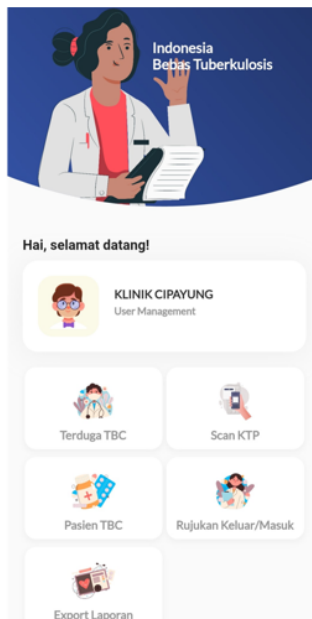 Indonesia
Bebas Tuberkulosis
Hai, selamat datang!
KLINIK CIPAYUNG
User Management
Terduga TBC
Scan KTP
Pasien TBC
Rujukan Keluar/Masuk
Export Laporan